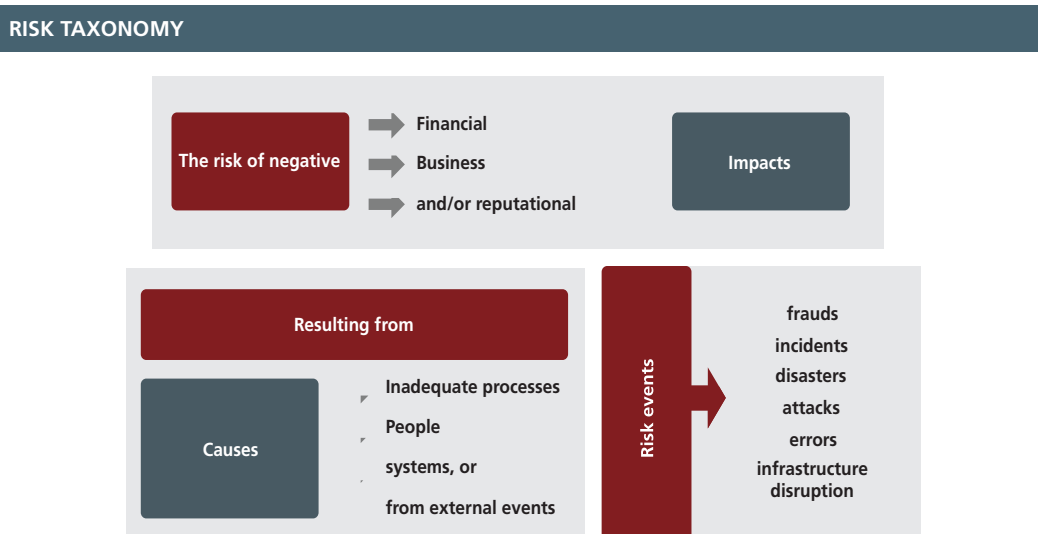 RISK TAXONOMY
The risk of negative
Financial
Business
and/or reputational
Impacts
Resulting from
Causes
Inadequate processes
People
systems, or
from external events
Risk events
frauds
incidents
disasters
attacks
errors
infrastructure
disruption